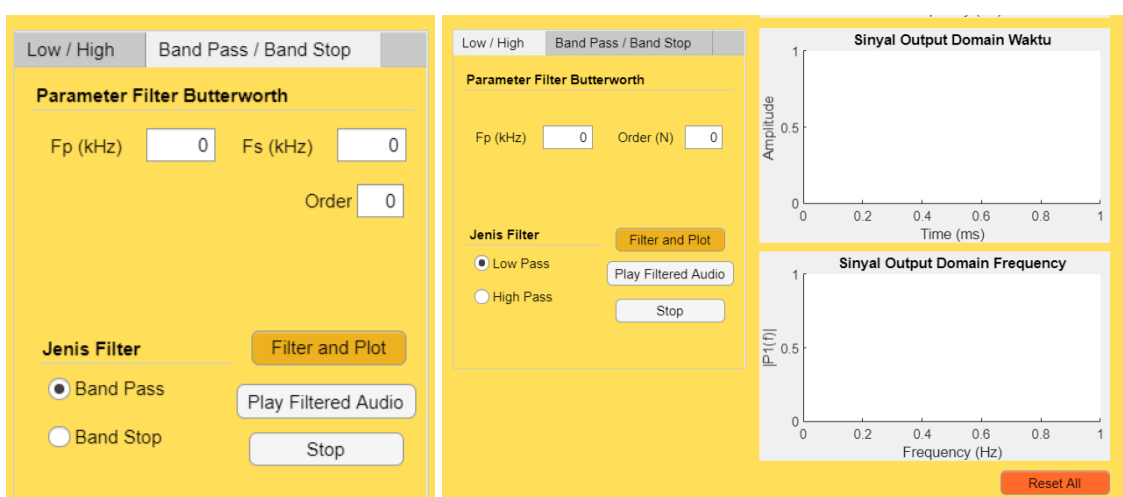 Low / High Band Pass / Band Stop
Parameter Filter Butterworth
Fp (kHz) 0 Fs (kHz) 0
Order 0
Jenis Filter Filter and Plot
Band Pass
Play Filtered Audio
Band Stop
Stop
Low / High Band Pass / Band Stop
Parameter Filter Butterworth
Fp (kHz) 0 Order (N) 0
Jenis Filter Filter and Plot
Low Pass
Play Filtered Audio
High Pass
Stop
Sinyal Output Domain Waktu
1
Amplitude
0.5
0
0 0.2 0.4 0.6 0.8 1
Time (ms)
Sinyal Output Domain Frequency
1
|P1(f)|
0.5
0
0 0.2 0.4 0.6 0.8 1
Frequency (Hz)
Reset All